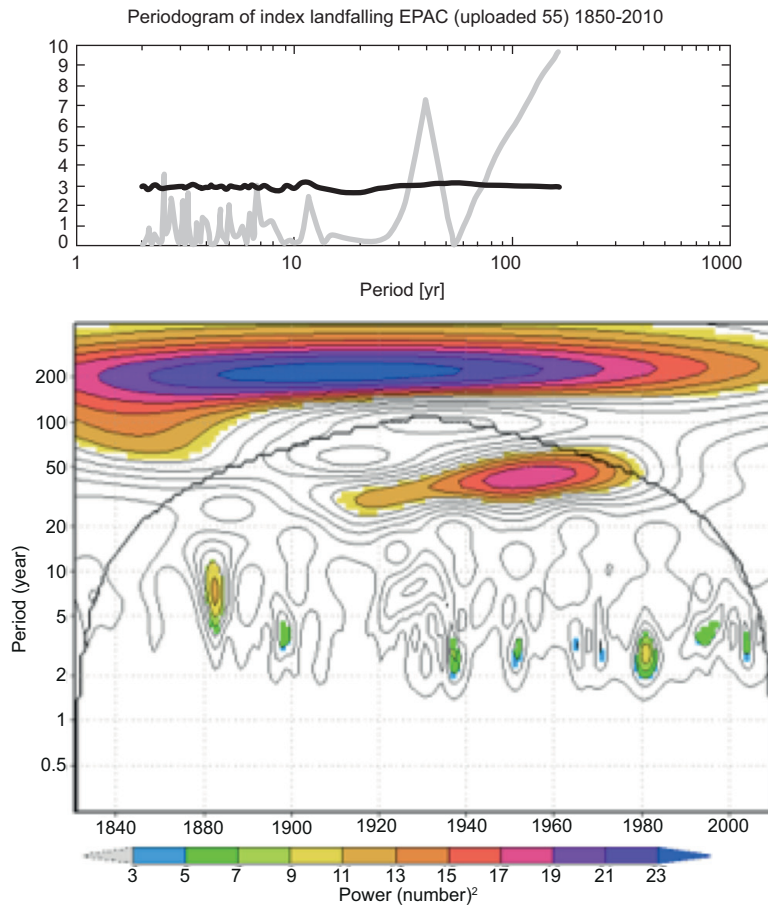 Periodogram of index landfalling EPAC (uploaded 55) 1850-2010
10
9
8
7
6
5
4
3
2
1
0
1 10 100 1000
Period [yr]
200
100
50
20
10
5
2
1
0.5
Period (year)
1840 1880 1900 1920 1940 1960 1980 2000
3 5 7 9 11 13 15 17 19 21 23
Power (number)²